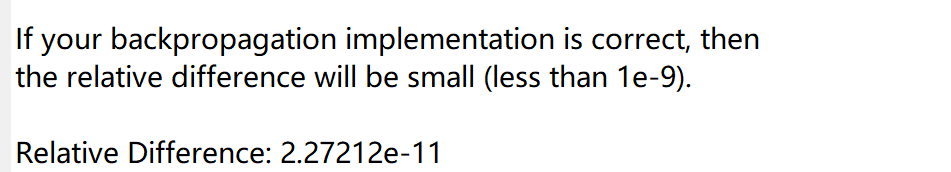 If your backpropagation implementation is correct, then
the relative difference will be small (less than 1e-9).
Relative Difference: 2.27212e-11